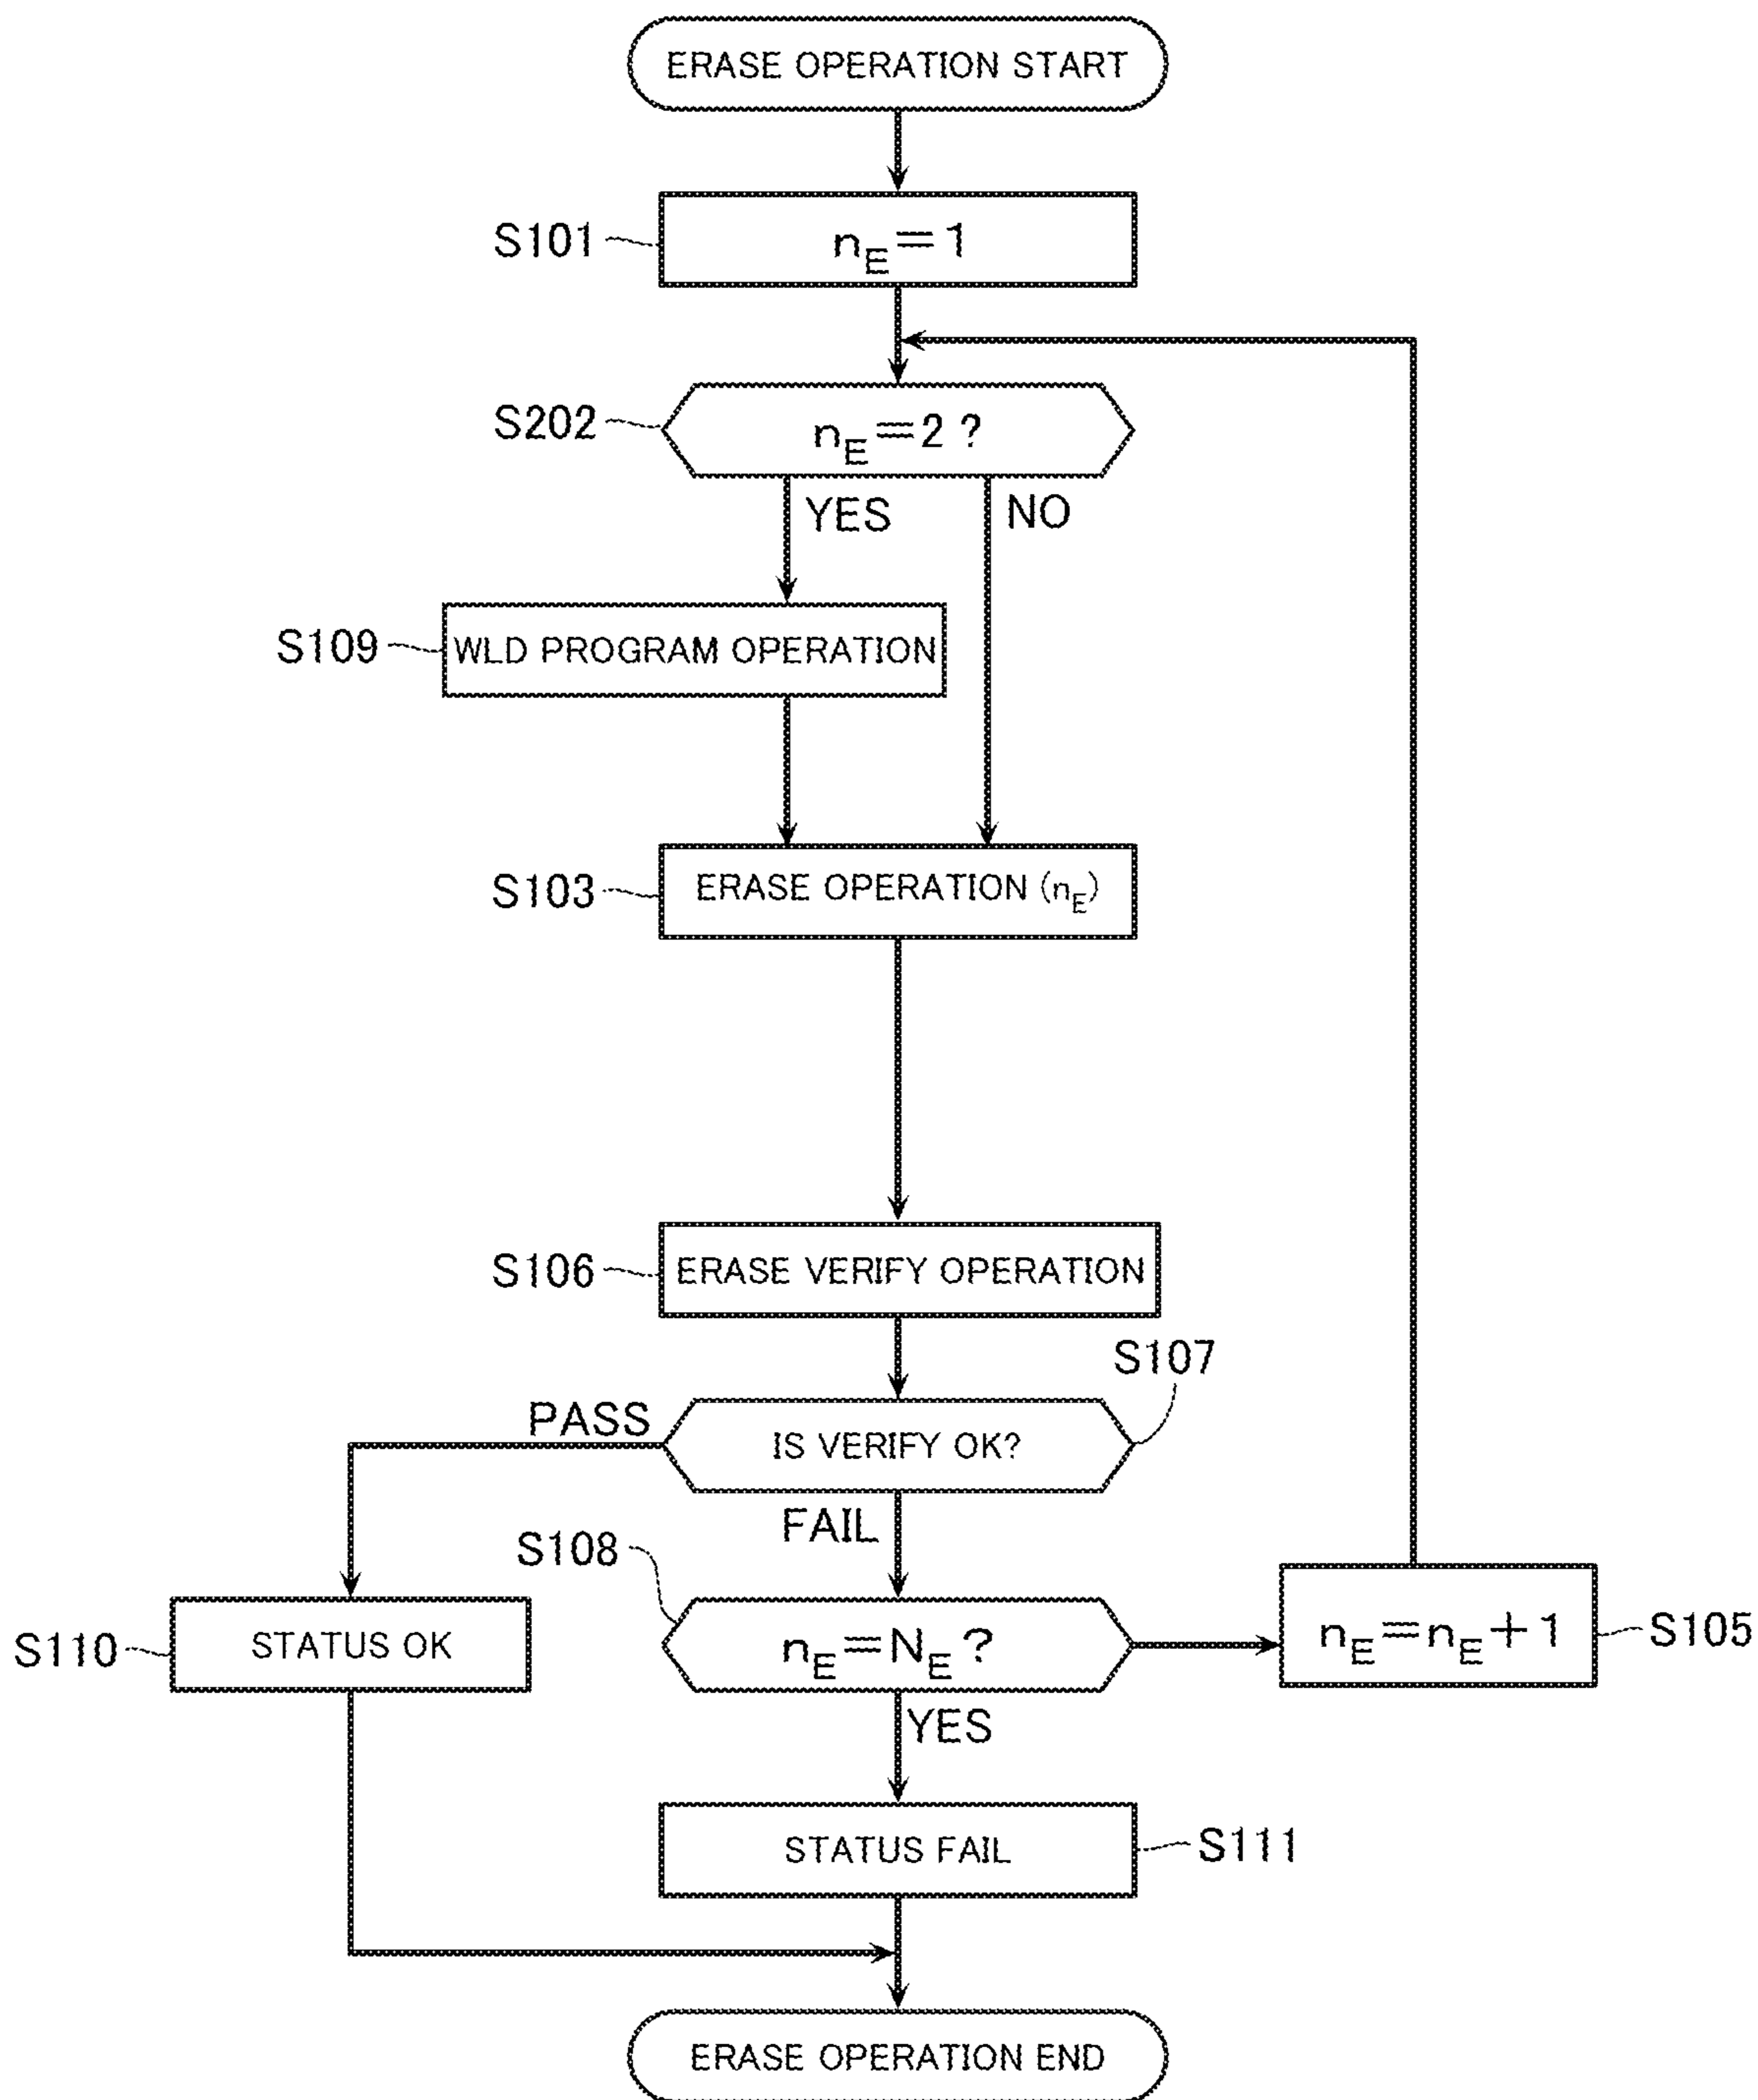 ERASE OPERATION START
S101
nE=1
S202
nE=2 ?
YES
NO
S109
WLD PROGRAM OPERATION
S103
ERASE OPERATION (nE)
S106
ERASE VERIFY OPERATION
S107
PASS
IS VERIFY OK?
FAIL
S108
S110
STATUS OK
nE=NE ?
nE=nE+1
S105
YES
STATUS FAIL
S111
ERASE OPERATION END